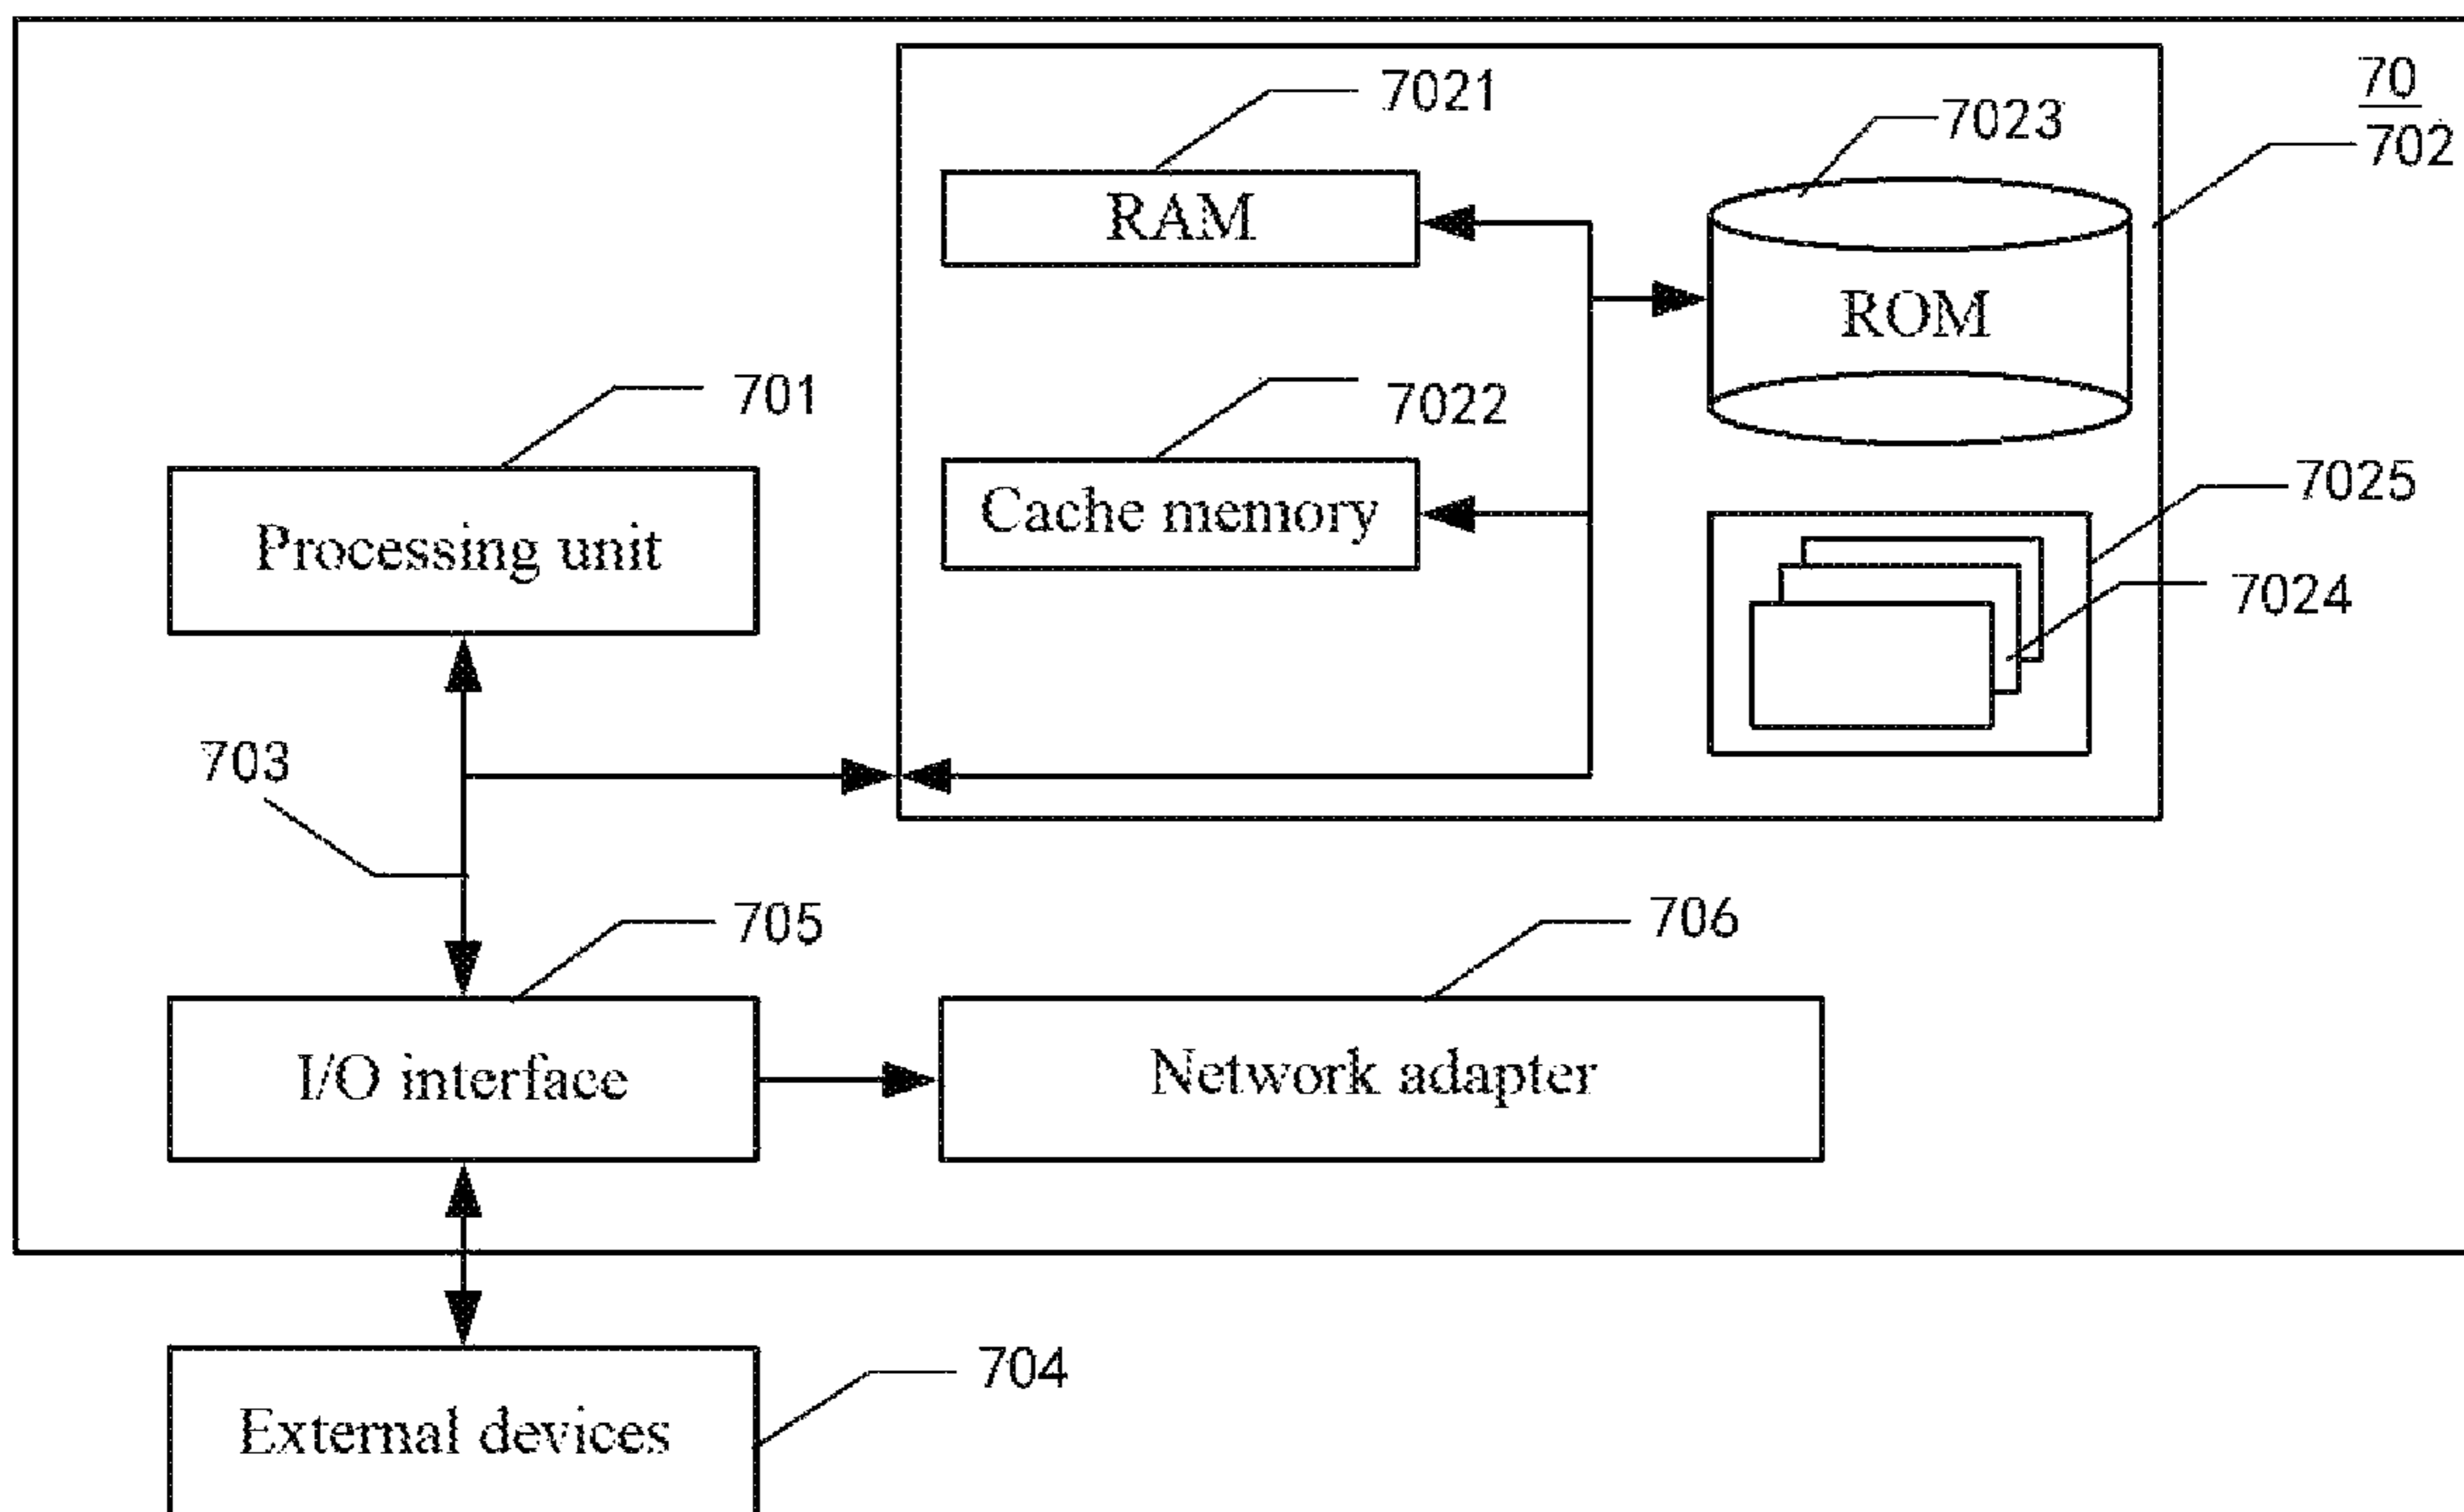 70
7021
7023
702
RAM
ROM
701
7022
7025
Cache memory
Processing unit
7024
703
705
706
I/O interface
Network adapter
704
External devices